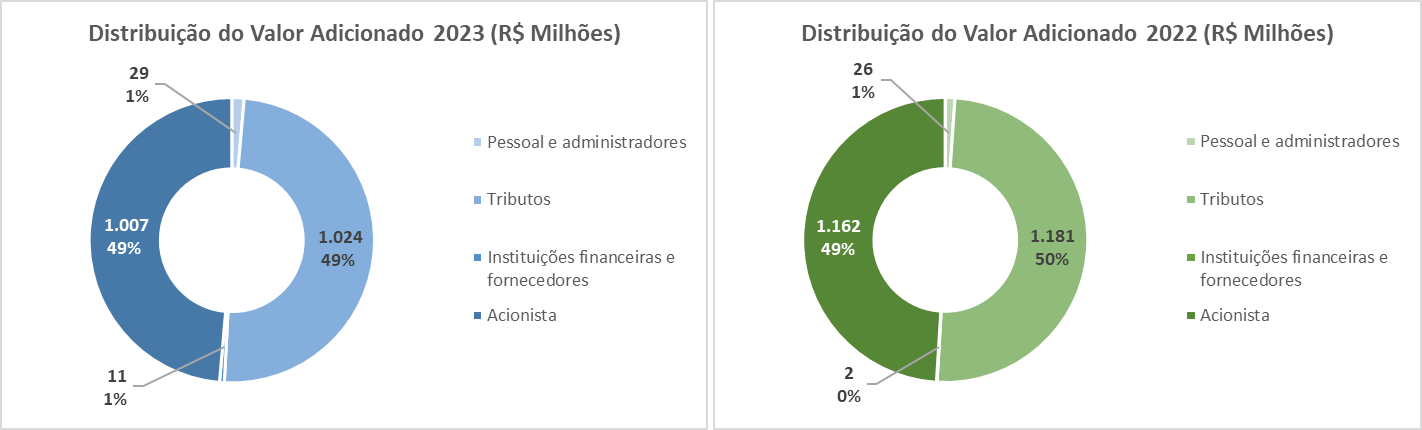 Distribuição do Valor Adicionado 2023 (R$ Milhões)
29
1%
1.007
49%
1.024
49%
11
1%
Pessoal e administradores
Tributos
Instituições financeiras e
fornecedores
Acionista
Distribuição do Valor Adicionado 2022 (R$ Milhões)
26
1%
1.162
49%
1.181
50%
2
0%
Pessoal e administradores
Tributos
Instituições financeiras e
fornecedores
Acionista